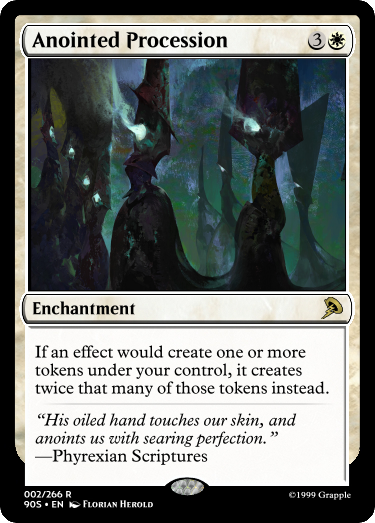 Anointed Procession 3
Enchantment
If an effect would create one or more
tokens under your control, it creates
twice that many of those tokens instead.
“His oiled hand touches our skin, and
anoints us with searing perfection.”
—Phyrexian Scriptures
002/266 R
90S • EN Florian Herold
©1999 Grapple